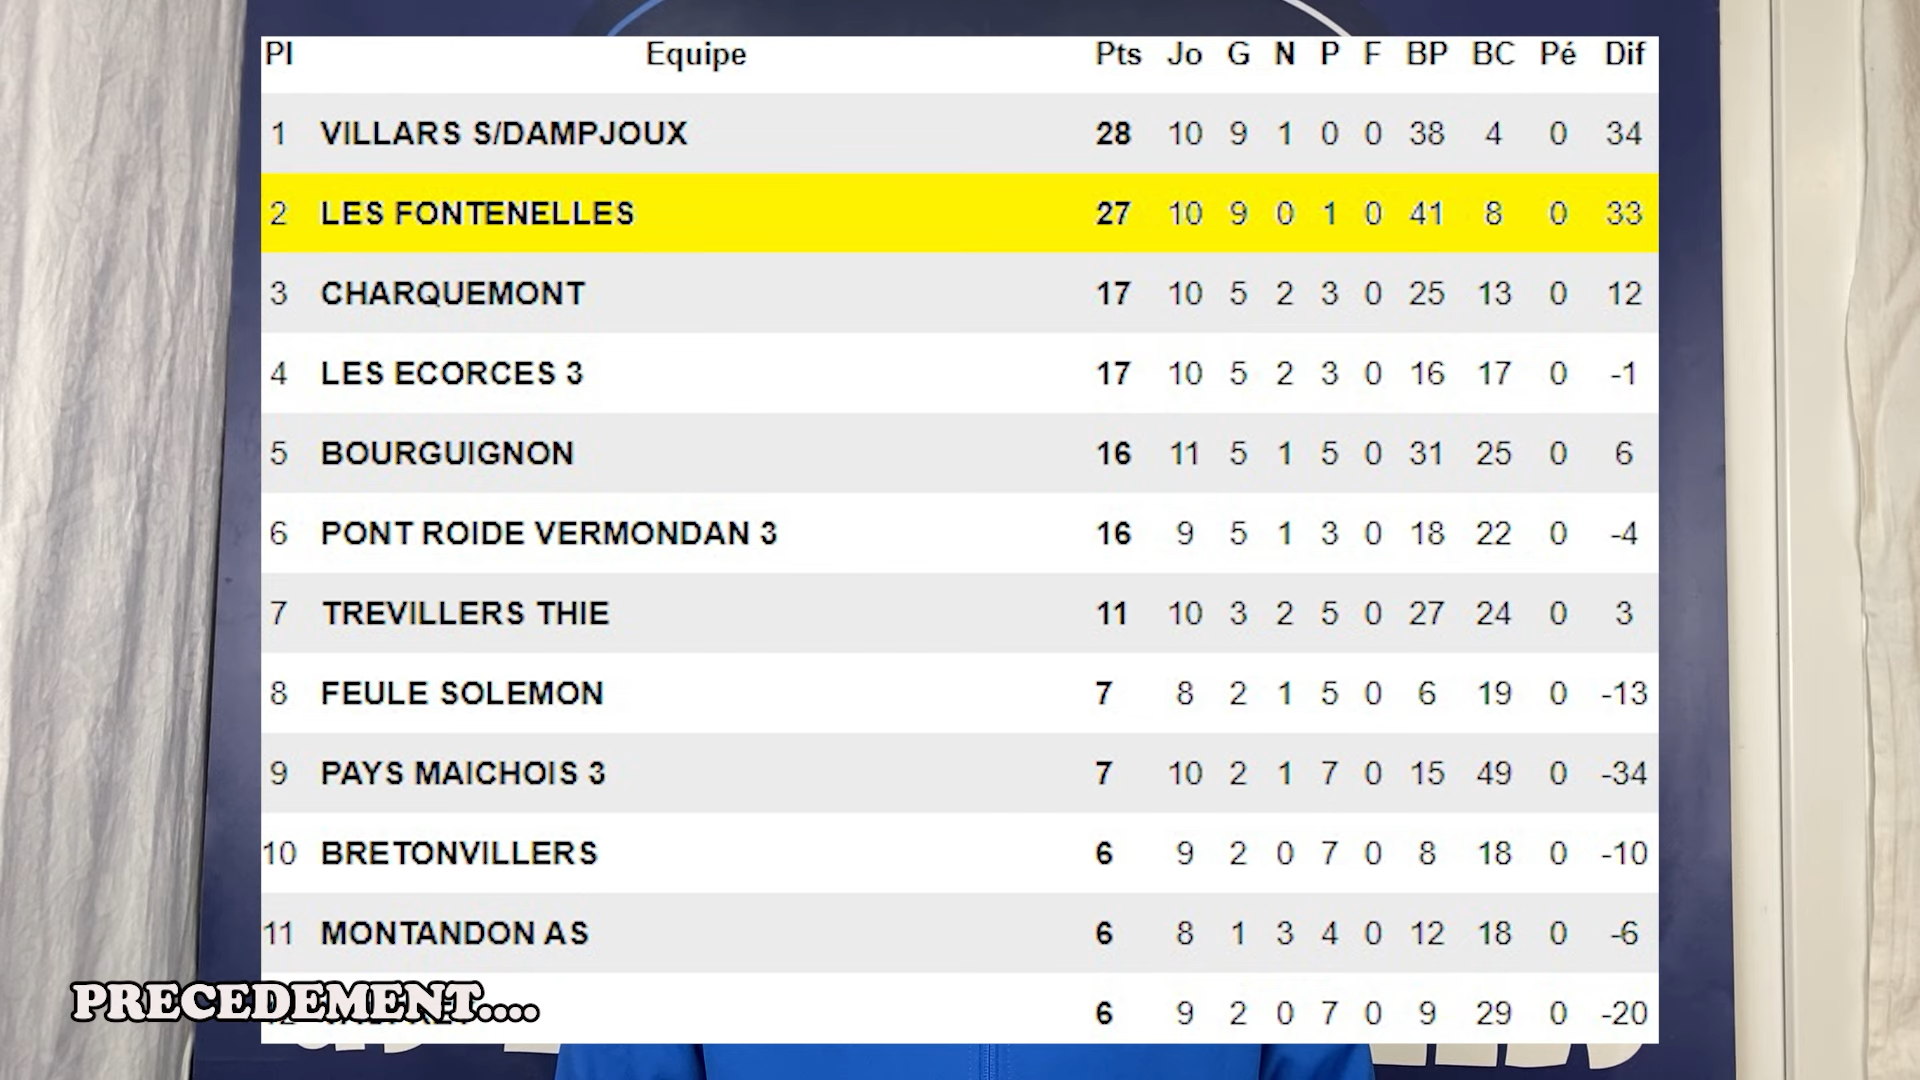 Pl Equipe Pts Jo G N P F BP BC Pé Dif
1 VILLARS S/DAMPJOUX 28 10 9 1 0 0 38 4 0 34
2 LES FONTENELLES 27 10 9 0 1 0 41 8 0 33
3 CHARQUEMONT 17 10 5 2 3 0 25 13 0 12
4 LES ECORCES 3 17 10 5 2 3 0 16 17 0 -1
5 BOURGUIGNON 16 11 5 1 5 0 31 25 0 6
6 PONT ROIDE VERMONDAN 3 16 9 5 1 3 0 18 22 0 -4
7 TREVILLERS THIE 11 10 3 2 5 0 27 24 0 3
8 FEULE SOLEMON 7 8 2 1 5 0 6 19 0 -13
9 PAYS MAICHOIS 3 7 10 2 1 7 0 15 49 0 -34
10 BRETONVILLERS 6 9 2 0 7 0 8 18 0 -10
11 MONTANDON AS 6 8 1 3 4 0 12 18 0 -6
6 9 2 0 7 0 9 29 0 -20
PRECEDEMENT....